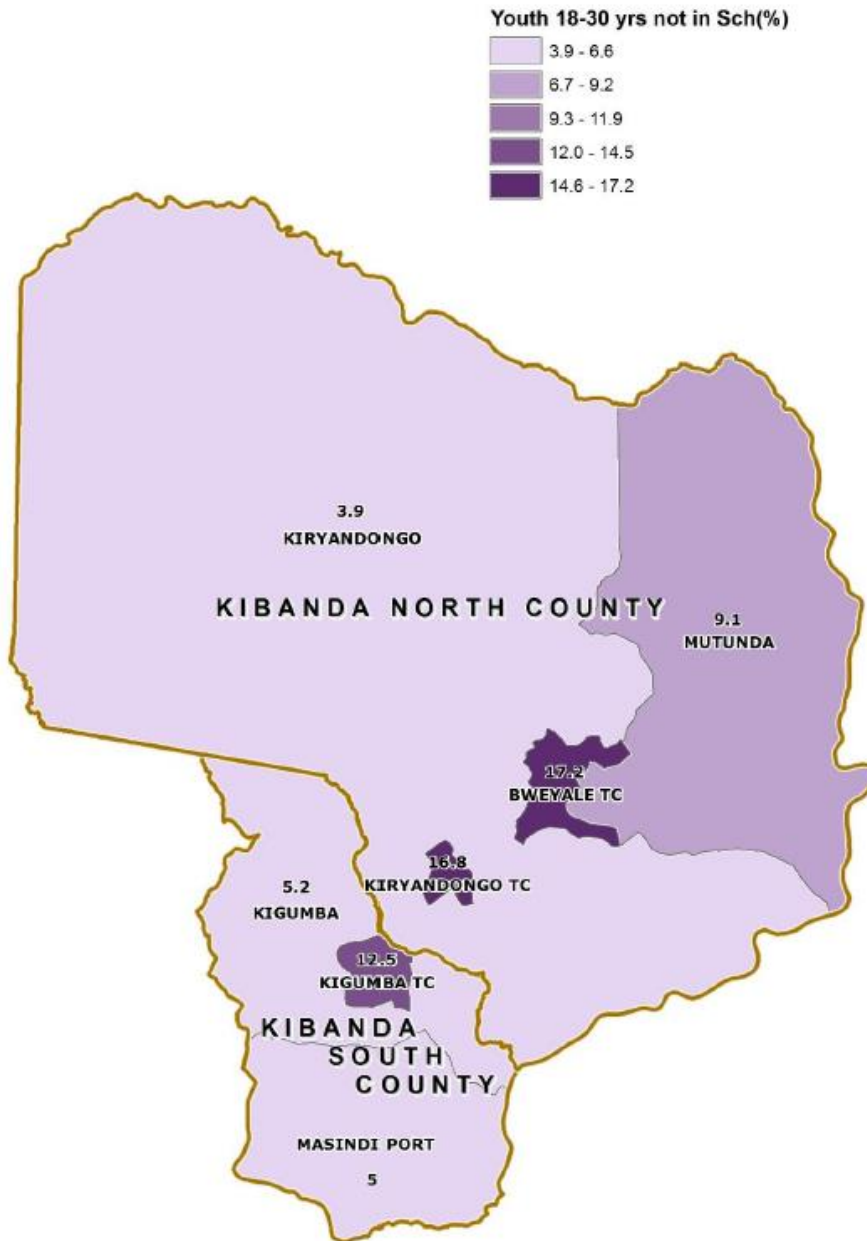 Youth 18-30 yrs not in Sch(%)
3.9 - 6.6
6.7 - 9.2
9.3 - 11.9
12.0 - 14.5
14.6 - 17.2
3.9
KIRYANDONGO
KIBANDA NORTH COUNTY
9.1
MUTUNDA
17.2
BWEYALE TC
16.8
KIRYANDONGO TC
5.2
KIGUMBA
12.5
KIGUMBA TC
KIBANDA
SOUTH
COUNTY
MASINDI PORT
5